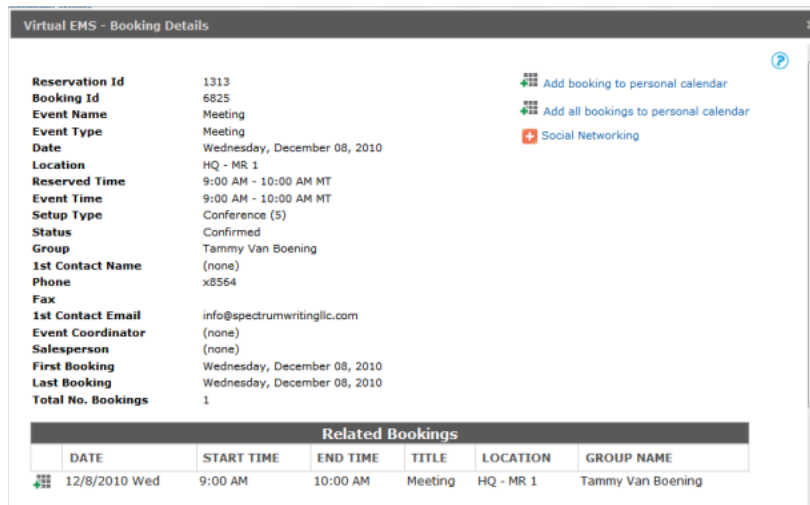 Virtual EMS - Booking Details
Reservation Id 1313
Add booking to personal calendar
Booking Id 6825
Event Name Meeting
Add all bookings to personal calendar
Event Type Meeting
Social Networking
Date Wednesday, December 08, 2010
Location HQ - MR 1
Reserved Time 9:00 AM - 10:00 AM MT
Event Time 9:00 AM - 10:00 AM MT
Setup Type Conference (5)
Status Confirmed
Group Tammy Van Boening
1st Contact Name (none)
Phone x8564
Fax
1st Contact Email info@spectrumwritingllc.com
Event Coordinator (none)
Salesperson (none)
First Booking Wednesday, December 08, 2010
Last Booking Wednesday, December 08, 2010
Total No. Bookings 1
Related Bookings
DATE START TIME END TIME TITLE LOCATION GROUP NAME
12/8/2010 Wed 9:00 AM 10:00 AM Meeting HQ - MR 1 Tammy Van Boening